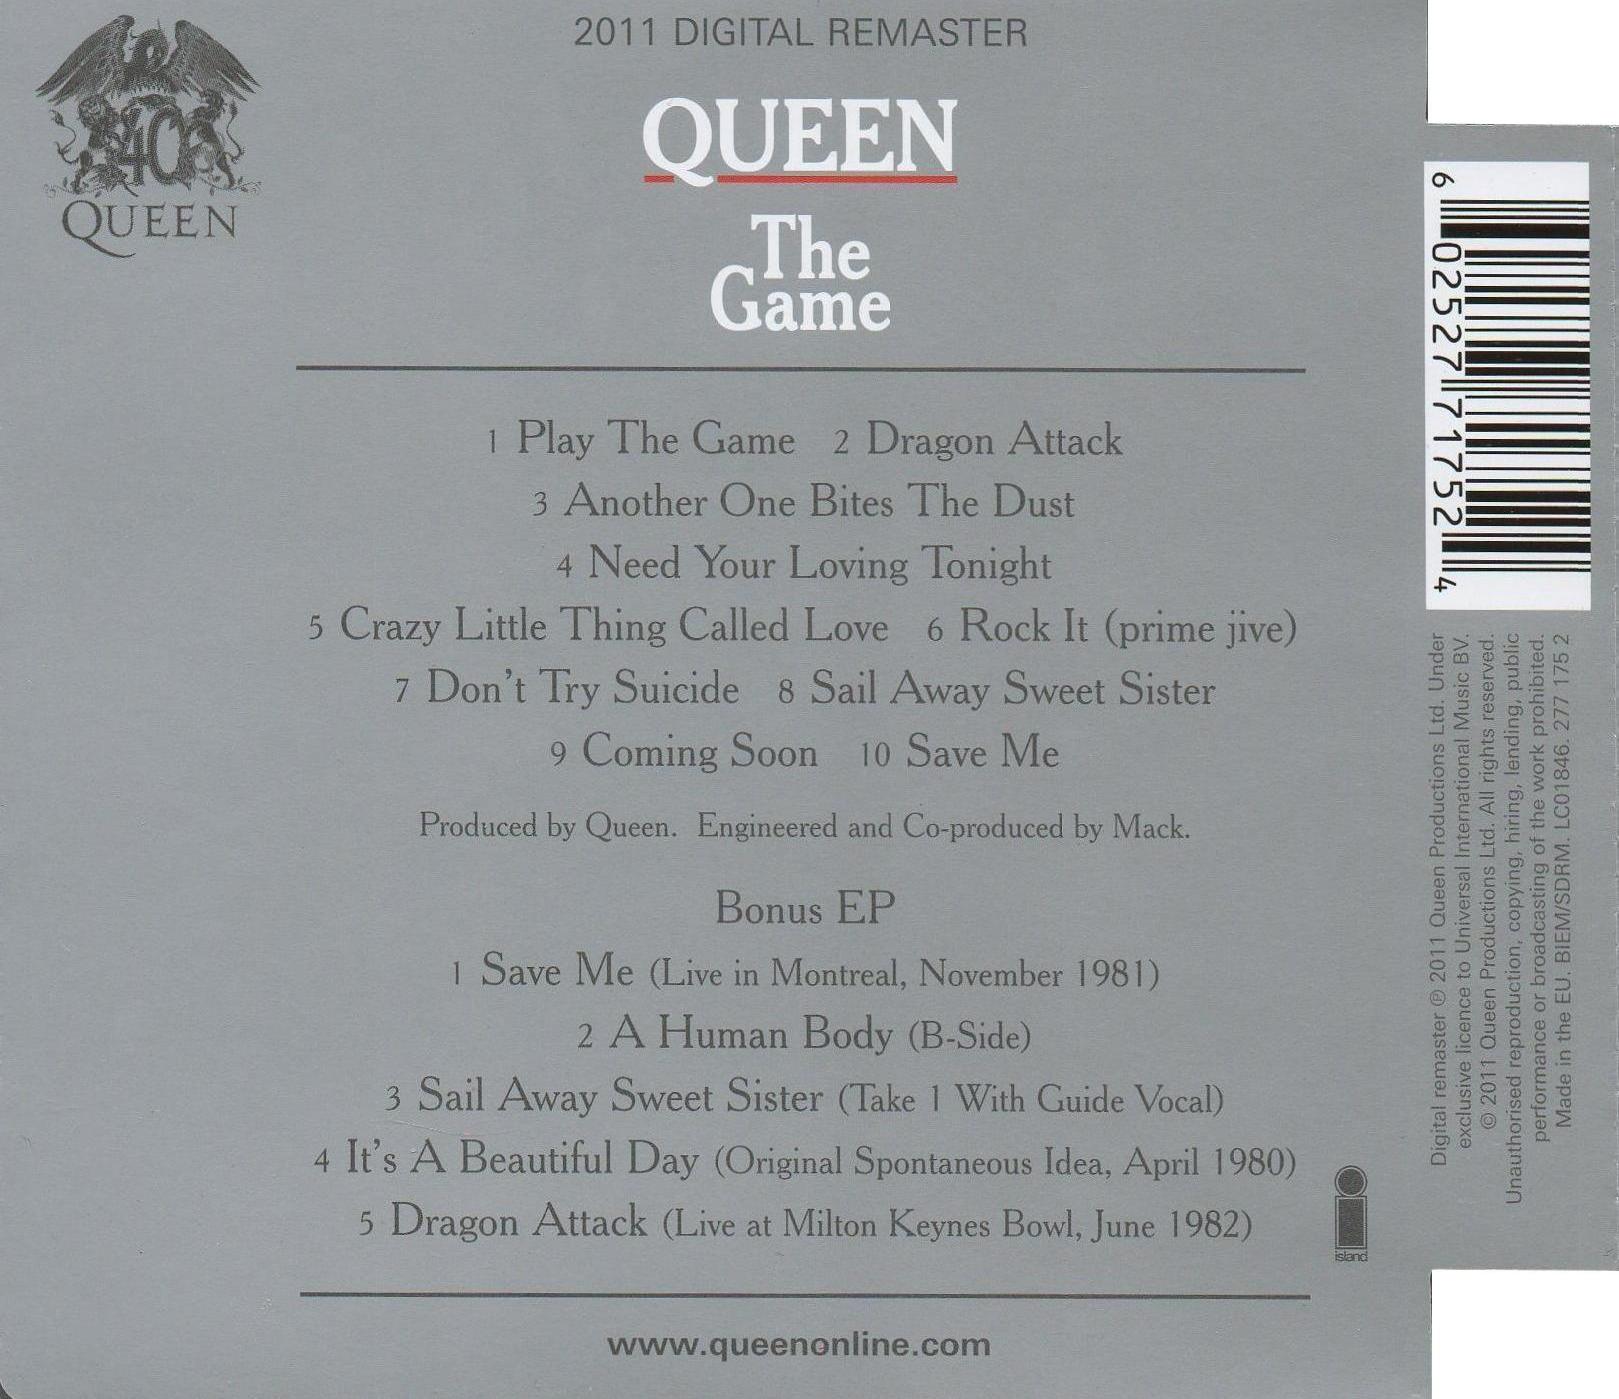 2011 DIGITAL REMASTER
40
QUEEN
QUEEN
The
Game
1 Play The Game 2 Dragon Attack
3 Another One Bites The Dust
4 Need Your Loving Tonight
5 Crazy Little Thing Called Love 6 Rock It (prime jive)
7 Don't Try Suicide 8 Sail Away Sweet Sister
9 Coming Soon 10 Save Me
Produced by Queen. Engineered and Co-produced by Mack.
Bonus EP
1 Save Me (Live in Montreal, November 1981)
2 A Human Body (B-Side)
3 Sail Away Sweet Sister (Take 1 With Guide Vocal)
4 It's A Beautiful Day (Original Spontaneous Idea, April 1980)
5 Dragon Attack (Live at Milton Keynes Bowl, June 1982)
island
www.queenonline.com
6 02527 71752 4
Digital remaster ℗ 2011 Queen Productions Ltd. Under
exclusive licence to Universal International Music BV.
© 2011 Queen Productions Ltd. All rights reserved.
Unauthorised reproduction, copying, hiring, lending, public
performance or broadcasting of the work prohibited.
Made in the EU. BIEM/SDRM. LC01846. 277 175 2